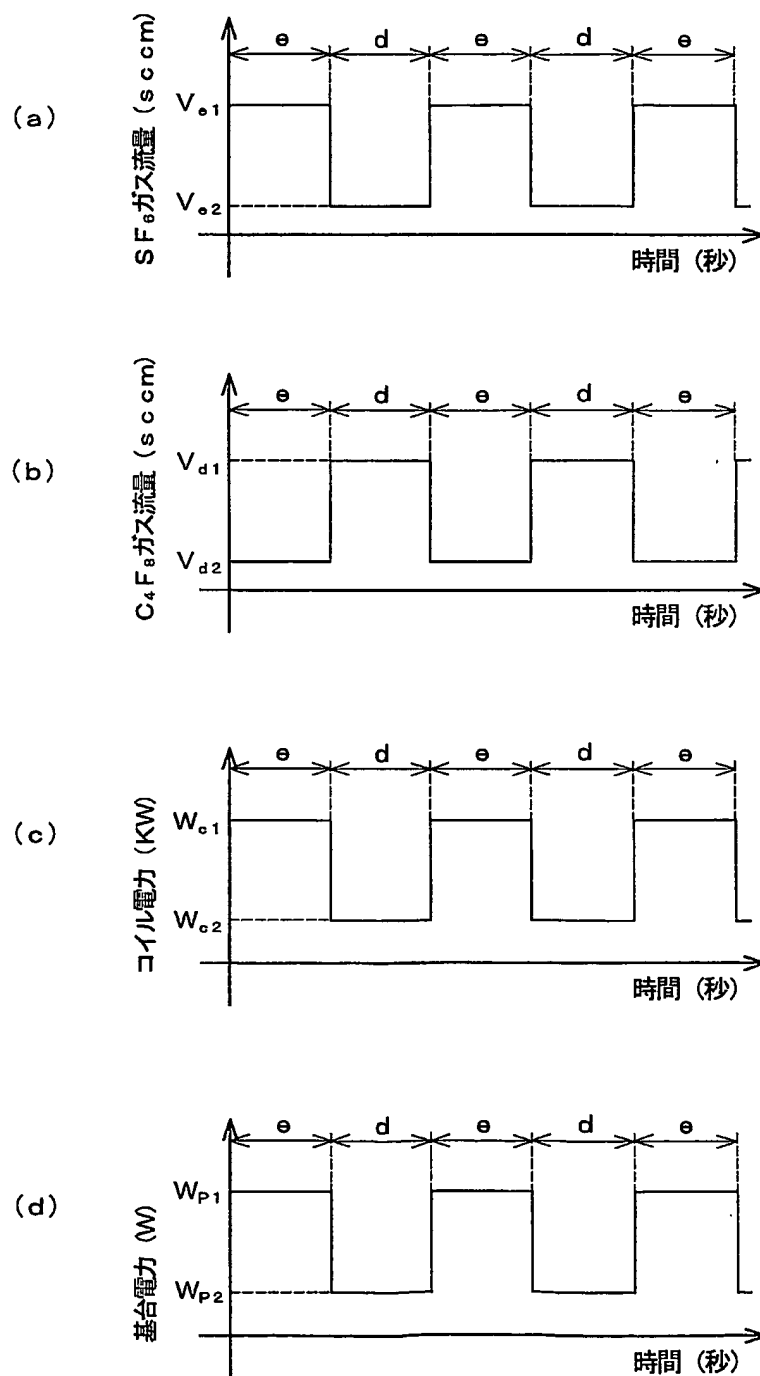 (a)
SF₆ガス流量 (sccm)
e d e d e
Ve1
Ve2
時間 (秒)
(b)
C₄F₈ガス流量 (sccm)
e d e d e
Vd1
Vd2
時間 (秒)
(c)
コイル電力 (KW)
e d e d e
Wc1
Wc2
時間 (秒)
(d)
基台電力 (W)
e d e d e
WP1
WP2
時間 (秒)